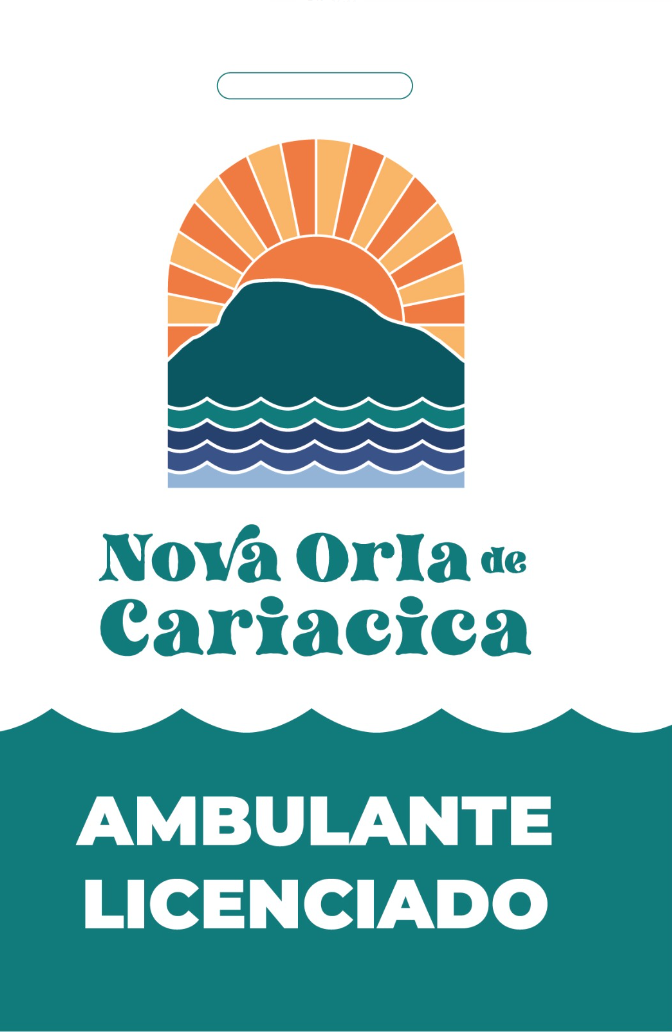 Nova Orla de
Cariacica
AMBULANTE
LICENCIADO